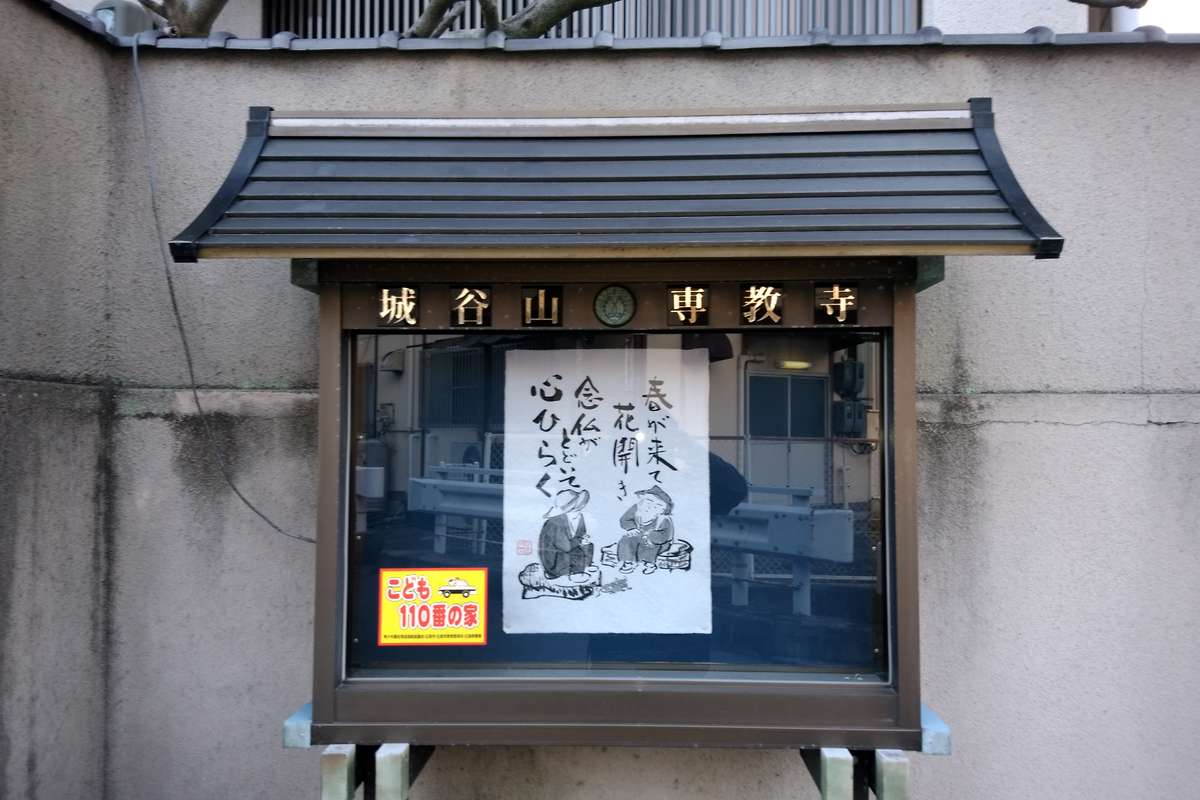 城谷山 専教寺
春が来て
花開き
念仏が
とどいて
心ひらく
こども
110番の家